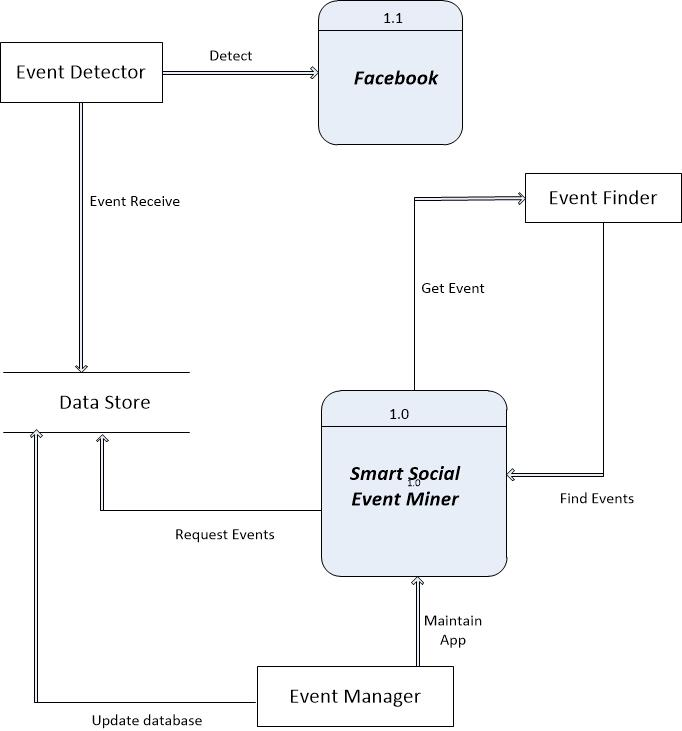 1.1
Detect
Event Detector
Facebook
Event Receive
Event Finder
Get Event
Data Store
1.0
Smart Social
1.0
Event Miner
Find Events
Request Events
Maintain
App
Event Manager
Update database